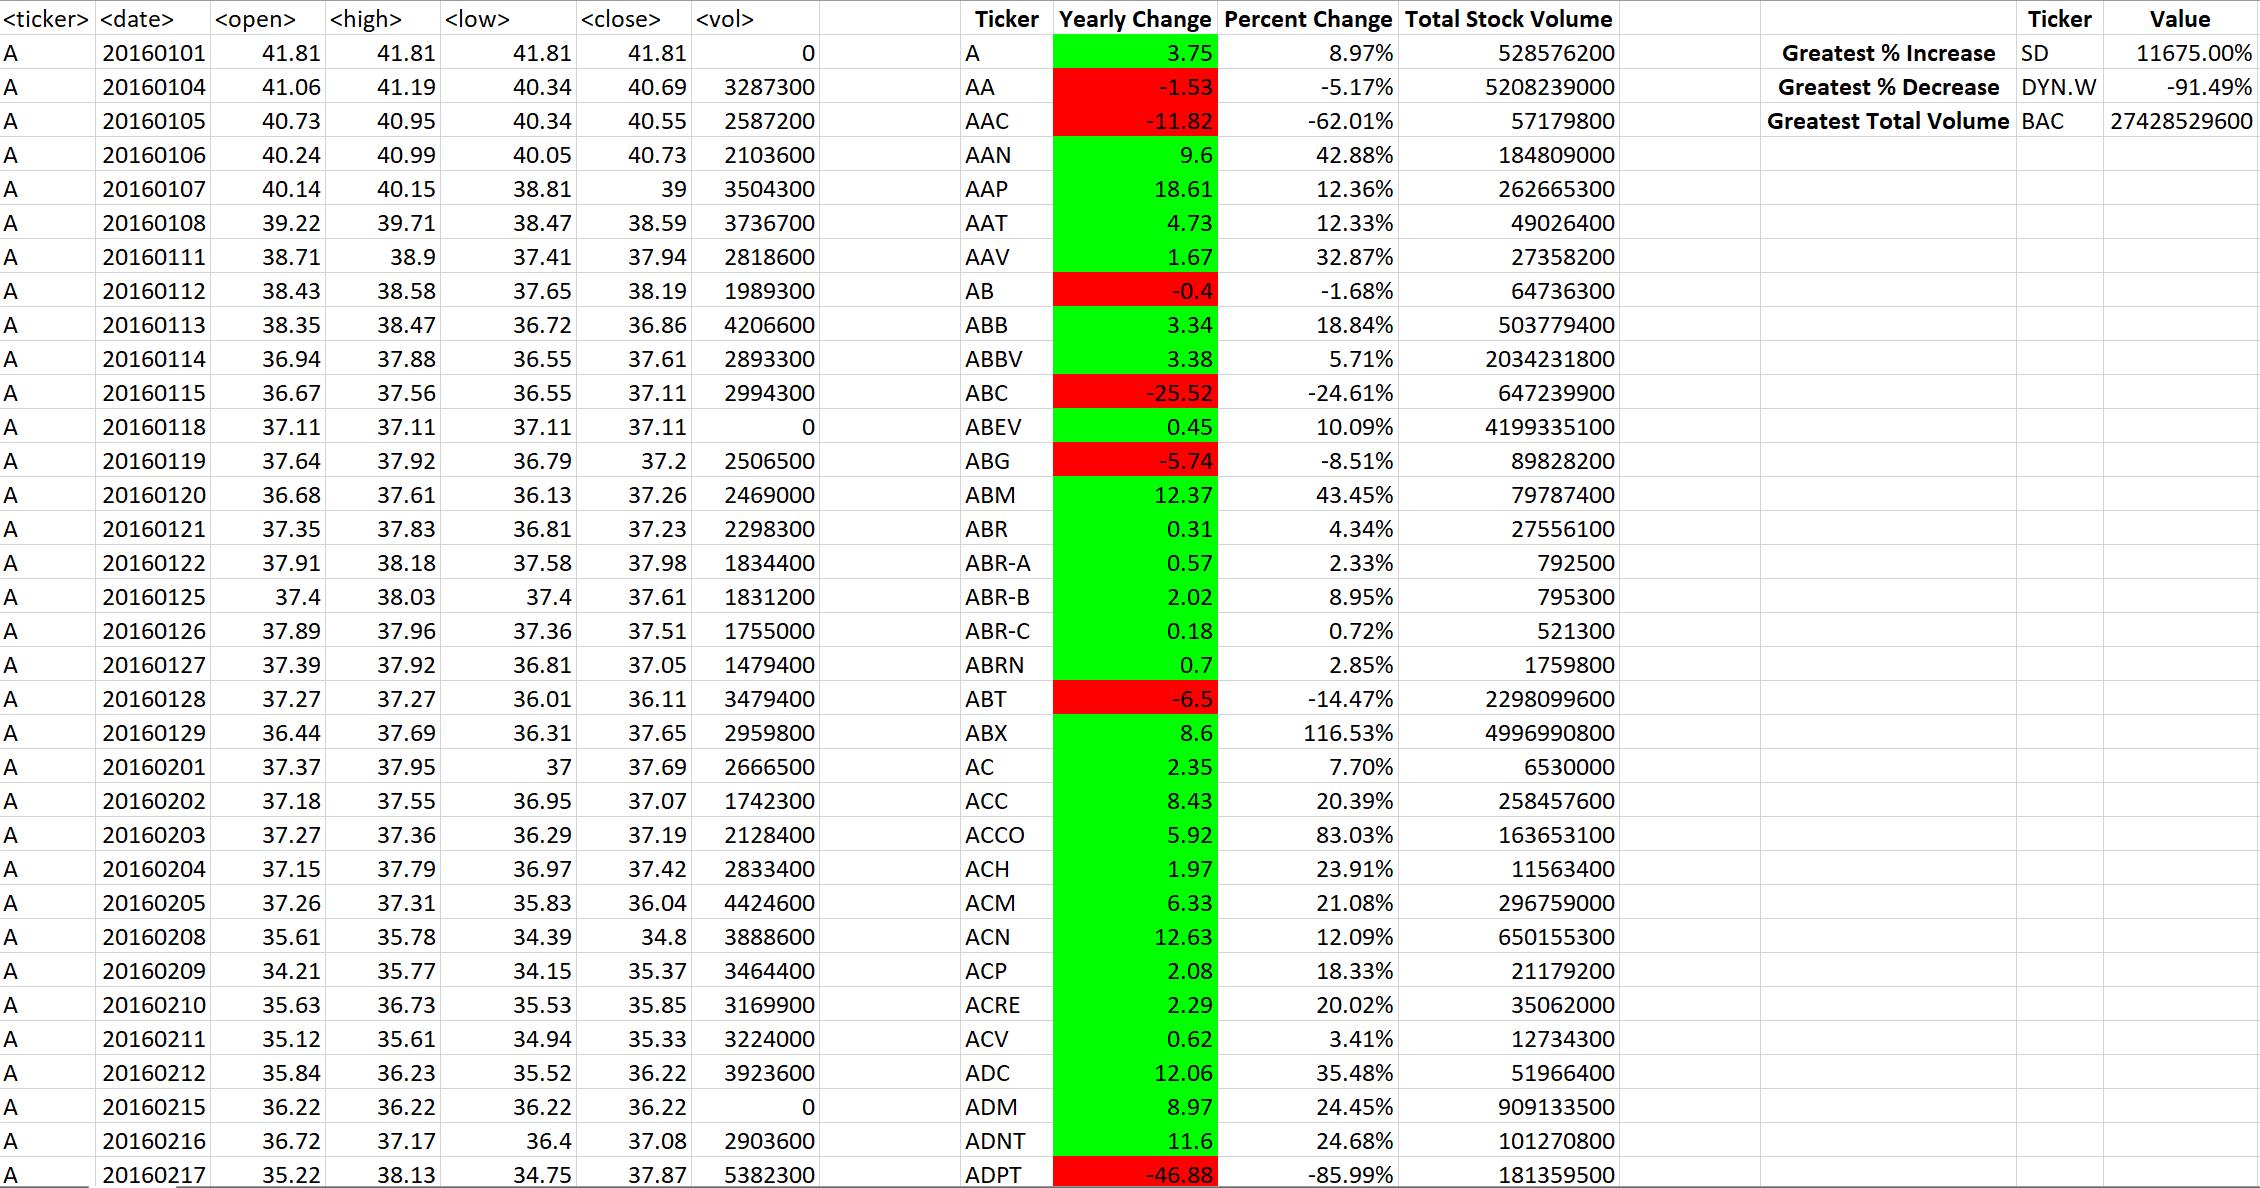 <ticker> <date> <open> <high> <low> <close> <vol> Ticker Yearly Change Percent Change Total Stock Volume Ticker Value
A 20160101 41.81 41.81 41.81 41.81 0 A 3.75 8.97% 528576200 Greatest % Increase SD 11675.00%
A 20160104 41.06 41.19 40.34 40.69 3287300 AA -1.53 -5.17% 5208239000 Greatest % Decrease DYN.W -91.49%
A 20160105 40.73 40.95 40.34 40.55 2587200 AAC -11.82 -62.01% 57179800 Greatest Total Volume BAC 27428529600
A 20160106 40.24 40.99 40.05 40.73 2103600 AAN 9.6 42.88% 184809000
A 20160107 40.14 40.15 38.81 39 3504300 AAP 18.61 12.36% 262665300
A 20160108 39.22 39.71 38.47 38.59 3736700 AAT 4.73 12.33% 49026400
A 20160111 38.71 38.9 37.41 37.94 2818600 AAV 1.67 32.87% 27358200
A 20160112 38.43 38.58 37.65 38.19 1989300 AB -0.4 -1.68% 64736300
A 20160113 38.35 38.47 36.72 36.86 4206600 ABB 3.34 18.84% 503779400
A 20160114 36.94 37.88 36.55 37.61 2893300 ABBV 3.38 5.71% 2034231800
A 20160115 36.67 37.56 36.55 37.11 2994300 ABC -25.52 -24.61% 647239900
A 20160118 37.11 37.11 37.11 37.11 0 ABEV 0.45 10.09% 4199335100
A 20160119 37.64 37.92 36.79 37.2 2506500 ABG -5.74 -8.51% 89828200
A 20160120 36.68 37.61 36.13 37.26 2469000 ABM 12.37 43.45% 79787400
A 20160121 37.35 37.83 36.81 37.23 2298300 ABR 0.31 4.34% 27556100
A 20160122 37.91 38.18 37.58 37.98 1834400 ABR-A 0.57 2.33% 792500
A 20160125 37.4 38.03 37.4 37.61 1831200 ABR-B 2.02 8.95% 795300
A 20160126 37.89 37.96 37.36 37.51 1755000 ABR-C 0.18 0.72% 521300
A 20160127 37.39 37.92 36.81 37.05 1479400 ABRN 0.7 2.85% 1759800
A 20160128 37.27 37.27 36.01 36.11 3479400 ABT -6.5 -14.47% 2298099600
A 20160129 36.44 37.69 36.31 37.65 2959800 ABX 8.6 116.53% 4996990800
A 20160201 37.37 37.95 37 37.69 2666500 AC 2.35 7.70% 6530000
A 20160202 37.18 37.55 36.95 37.07 1742300 ACC 8.43 20.39% 258457600
A 20160203 37.27 37.36 36.29 37.19 2128400 ACCO 5.92 83.03% 163653100
A 20160204 37.15 37.79 36.97 37.42 2833400 ACH 1.97 23.91% 11563400
A 20160205 37.26 37.31 35.83 36.04 4424600 ACM 6.33 21.08% 296759000
A 20160208 35.61 35.78 34.39 34.8 3888600 ACN 12.63 12.09% 650155300
A 20160209 34.21 35.77 34.15 35.37 3464400 ACP 2.08 18.33% 21179200
A 20160210 35.63 36.73 35.53 35.85 3169900 ACRE 2.29 20.02% 35062000
A 20160211 35.12 35.61 34.94 35.33 3224000 ACV 0.62 3.41% 12734300
A 20160212 35.84 36.23 35.52 36.22 3923600 ADC 12.06 35.48% 51966400
A 20160215 36.22 36.22 36.22 36.22 0 ADM 8.97 24.45% 909133500
A 20160216 36.72 37.17 36.4 37.08 2903600 ADNT 11.6 24.68% 101270800
A 20160217 35.22 38.13 34.75 37.87 5382300 ADPT -46.88 -85.99% 181359500